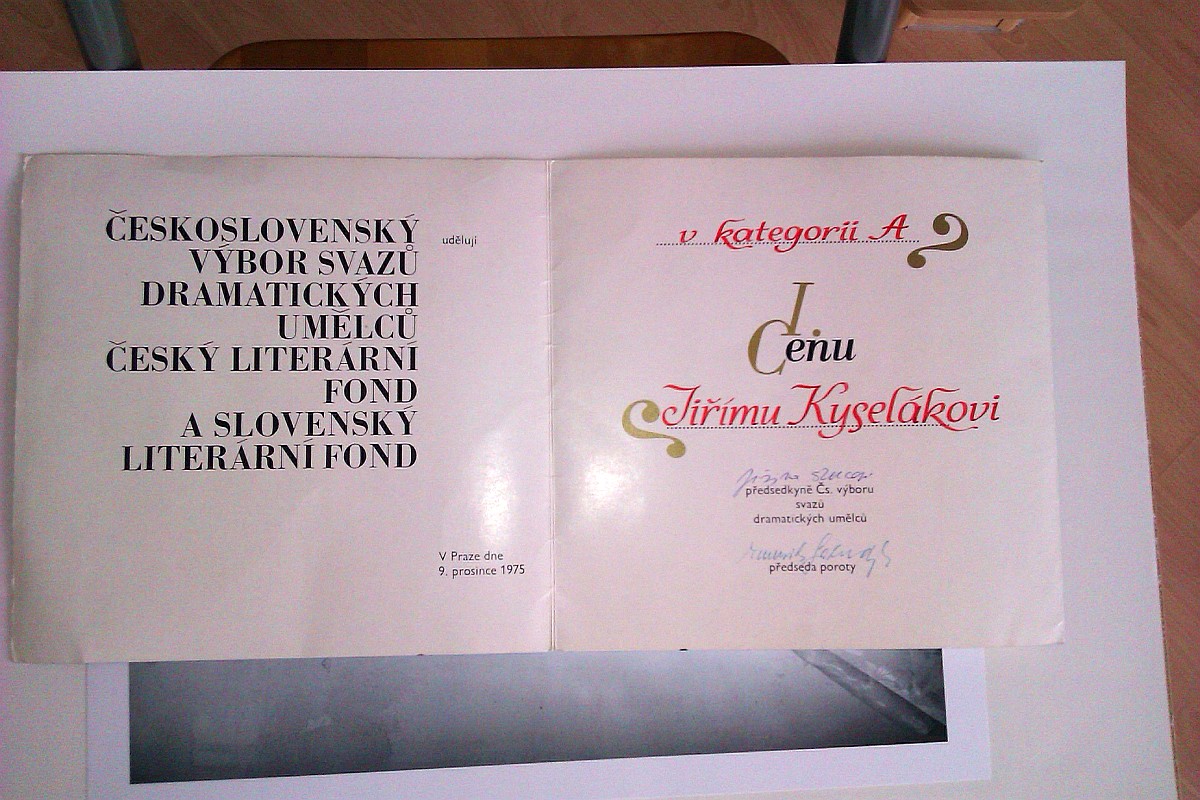 ČESKOSLOVENSKÝ
VÝBOR SVAZŮ
DRAMATICKÝCH
UMĚLCŮ
ČESKÝ LITERÁRNÍ
FOND
A SLOVENSKÝ
LITERÁRNÍ FOND
udělují
V Praze dne
9. prosince 1975
v kategorii A
I.
Cenu
Jiřímu Kyselákovi
předsedkyně Čs. výboru
svazů
dramatických umělců
předseda poroty